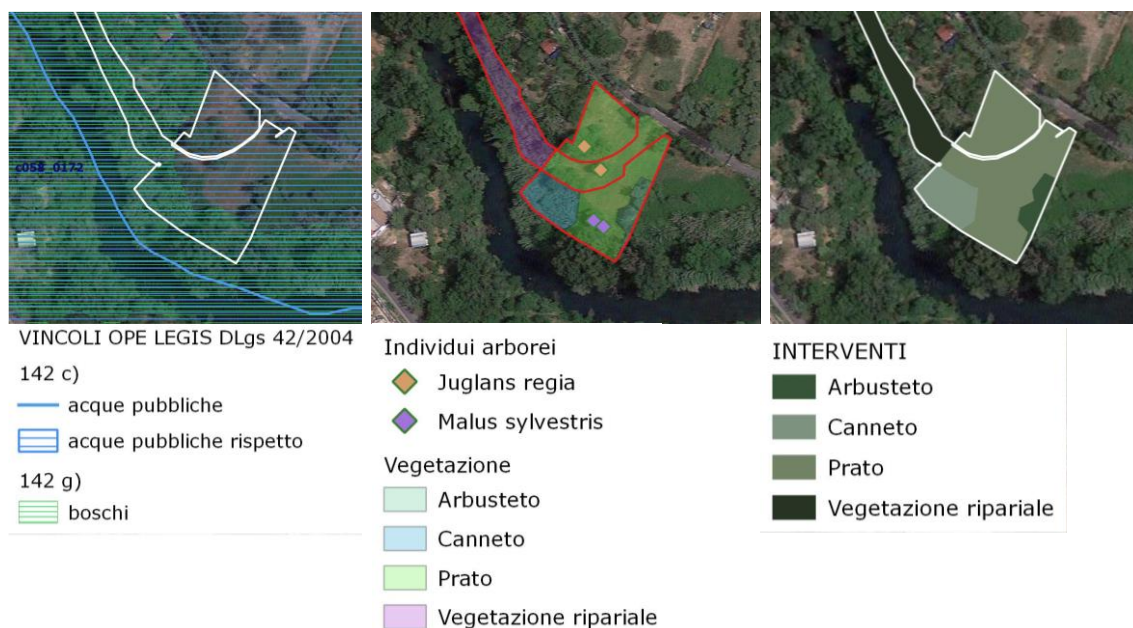 c058_0172
VINCOLI OPE LEGIS DLgs 42/2004
142 c)
acque pubbliche
acque pubbliche rispetto
142 g)
boschi
Individui arborei
Juglans regia
Malus sylvestris
Vegetazione
Arbusteto
Canneto
Prato
Vegetazione ripariale
INTERVENTI
Arbusteto
Canneto
Prato
Vegetazione ripariale